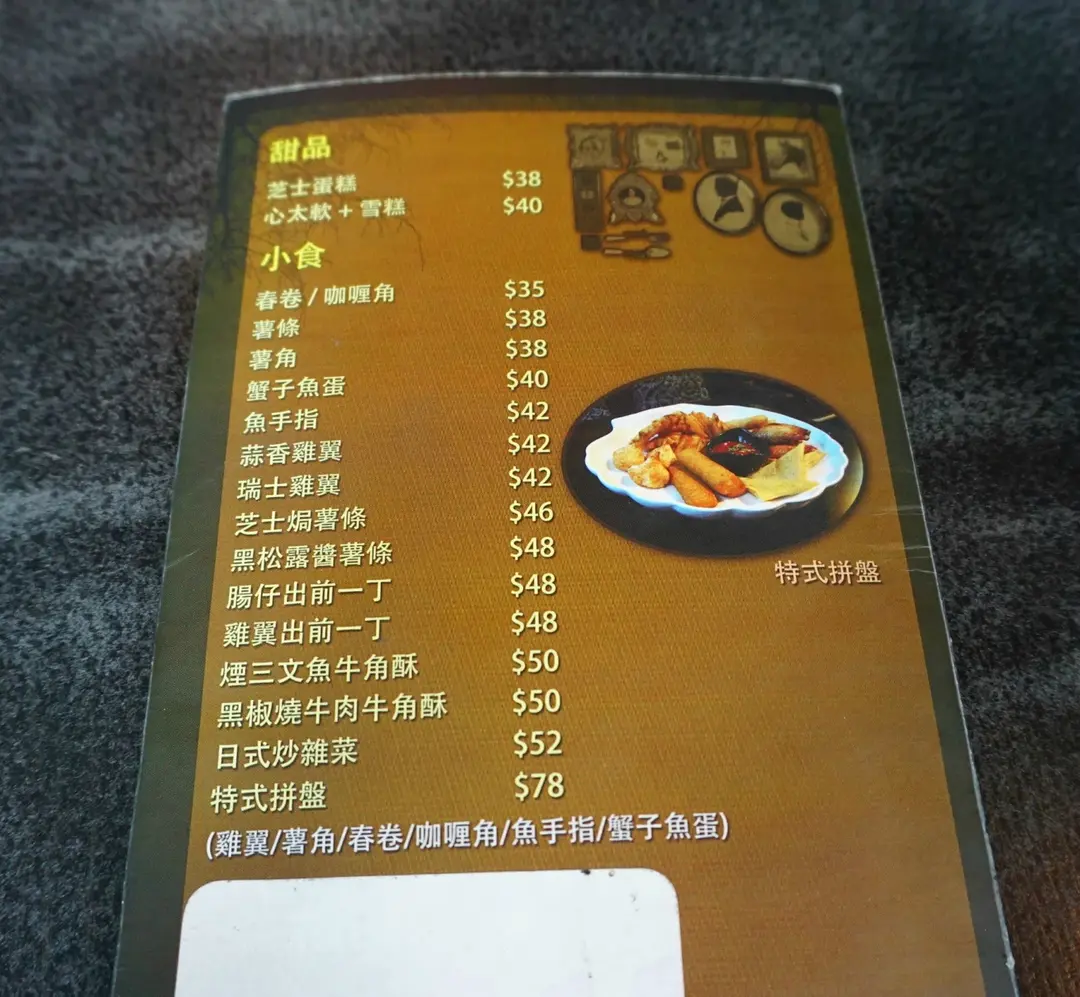 甜品
芝士蛋糕 $38
心太軟 + 雪糕 $40
小食
春卷 / 咖喱角 $35
薯條 $38
薯角 $38
蟹子魚蛋 $40
魚手指 $42
蒜香雞翼 $42
瑞士雞翼 $42
芝士焗薯條 $46
黑松露醬薯條 $48
腸仔出前一丁 $48
雞翼出前一丁 $48
煙三文魚牛角酥 $50
黑椒燒牛肉牛角酥 $50
日式炒雜菜 $52
特式拼盤 $78
(雞翼/薯角/春卷/咖喱角/魚手指/蟹子魚蛋)
特式拼盤